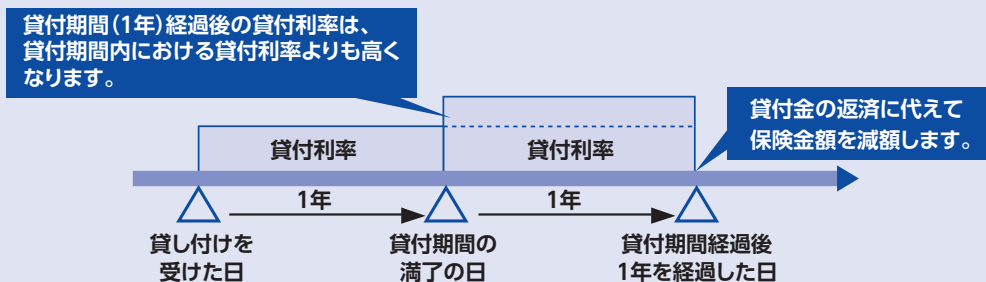 貸付期間(1年)経過後の貸付利率は、
貸付期間内における貸付利率よりも高く
なります。
貸付金の返済に代えて
保険金額を減額します。
貸付利率
貸付利率
1年
1年
貸し付けを
受けた日
貸付期間の
満了の日
貸付期間経過後
1年を経過した日